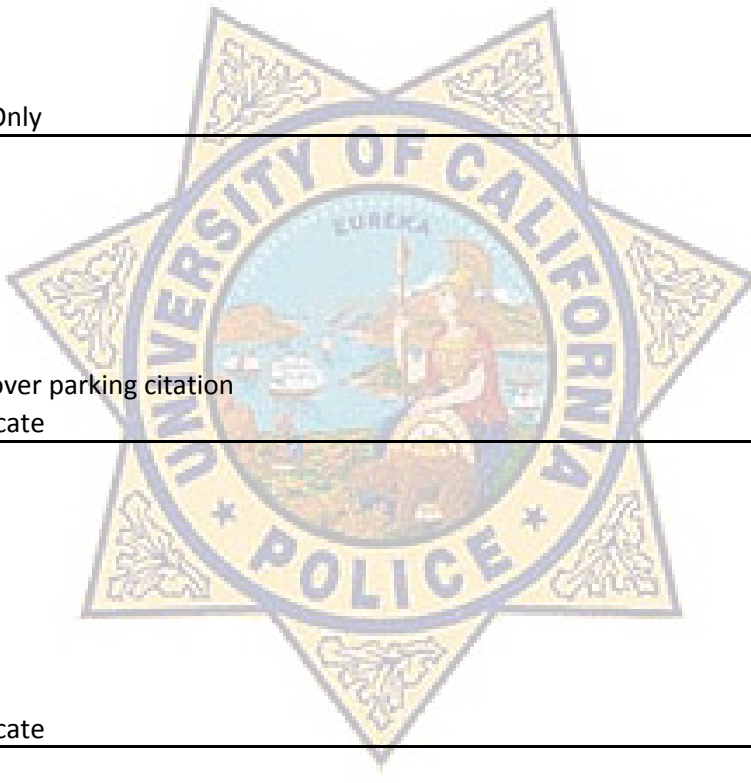 Only
UNIVERSITY OF CALIFORNIA
EUREKA
over parking citation
cate
POLICE
cate